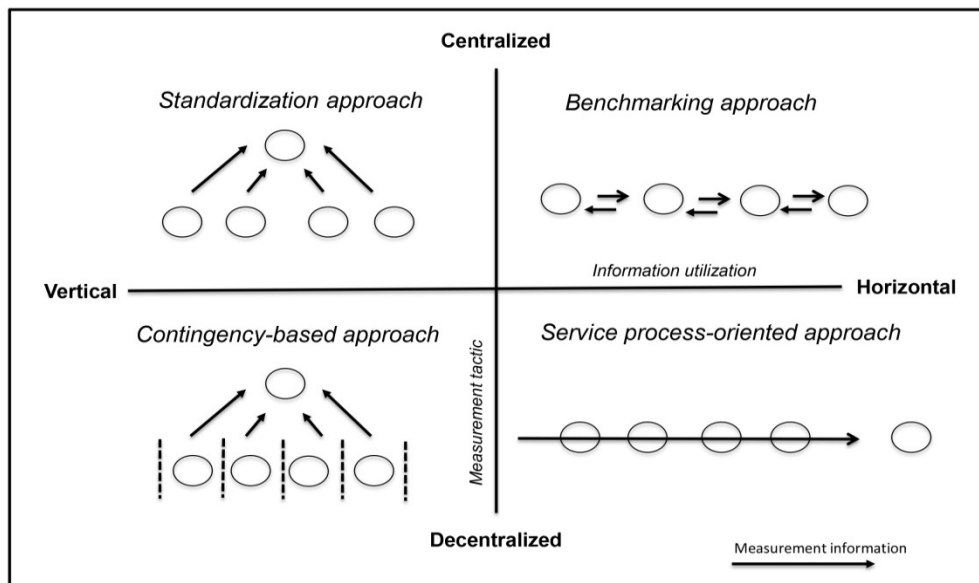 Centralized
Standardization approach
Benchmarking approach
Information utilization
Vertical
Horizontal
Contingency-based approach
Service process-oriented approach
Measurement tactic
Decentralized
Measurement information